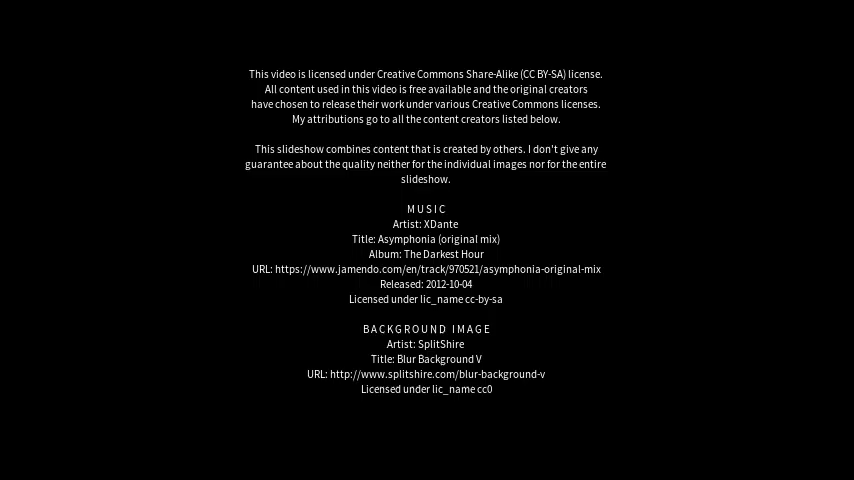 This video is licensed under Creative Commons Share-Alike (CC BY-SA) license.
All content used in this video is free available and the original creators
have chosen to release their work under various Creative Commons licenses.
My attributions go to all the content creators listed below.
This slideshow combines content that is created by others. I don't give any
guarantee about the quality neither for the individual images nor for the entire
slideshow.
MUSIC
Artist: XDante
Title: Asymphonia (original mix)
Album: The Darkest Hour
URL: https://www.jamendo.com/en/track/970521/asymphonia-original-mix
Released: 2012-10-04
Licensed under lic_name cc-by-sa
BACKGROUND IMAGE
Artist: SplitShire
Title: Blur Background V
URL: http://www.splitshire.com/blur-background-v
Licensed under lic_name cc0